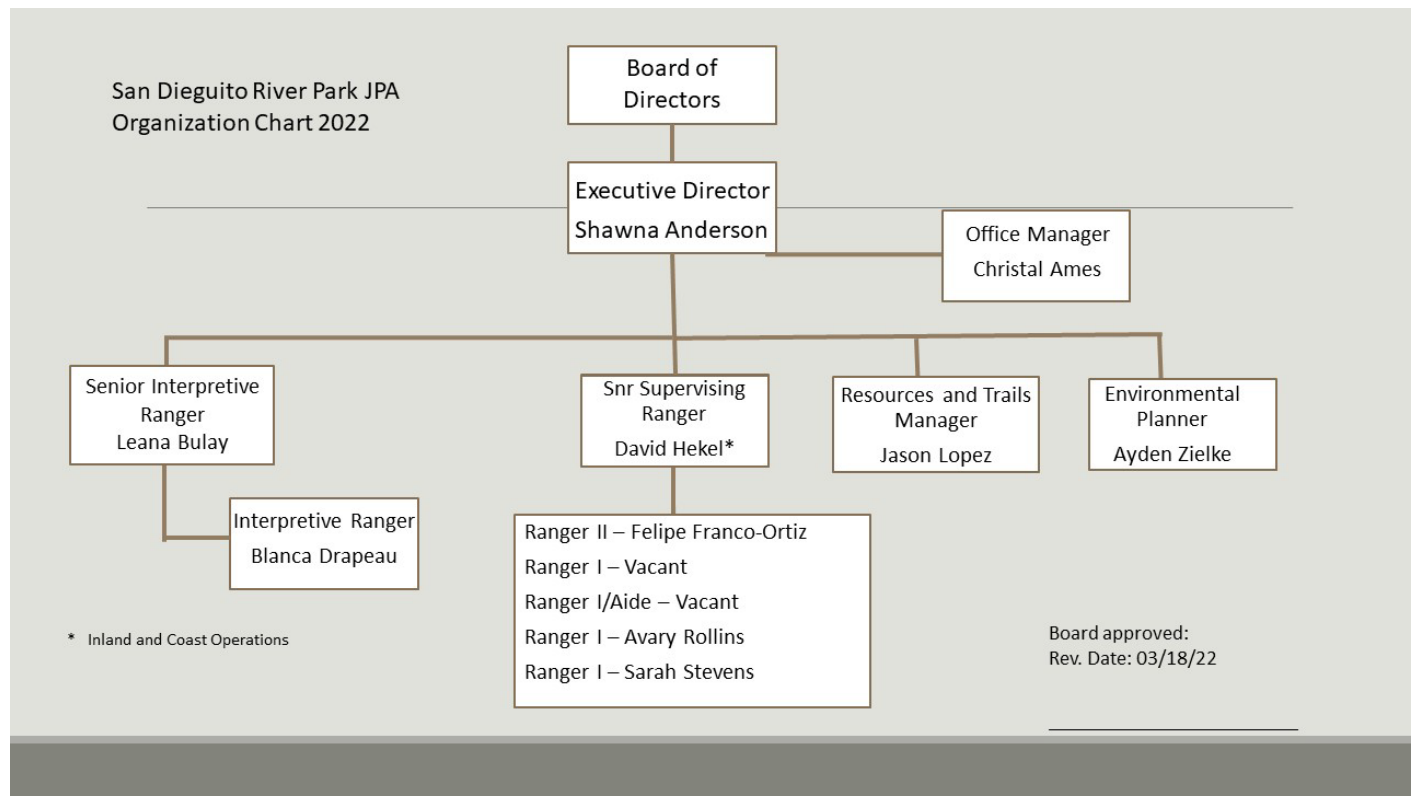 San Dieguito River Park JPA
Organization Chart 2022
Board of
Directors
Executive Director
Shawna Anderson
Office Manager
Christal Ames
Senior Interpretive
Ranger
Leana Bulay
Snr Supervising
Ranger
David Hekel*
Resources and Trails
Manager
Jason Lopez
Environmental
Planner
Ayden Zielke
Interpretive Ranger
Blanca Drapeau
Ranger II – Felipe Franco-Ortiz
Ranger I – Vacant
Ranger I/Aide – Vacant
Ranger I – Avary Rollins
Ranger I – Sarah Stevens
* Inland and Coast Operations
Board approved:
Rev. Date: 03/18/22